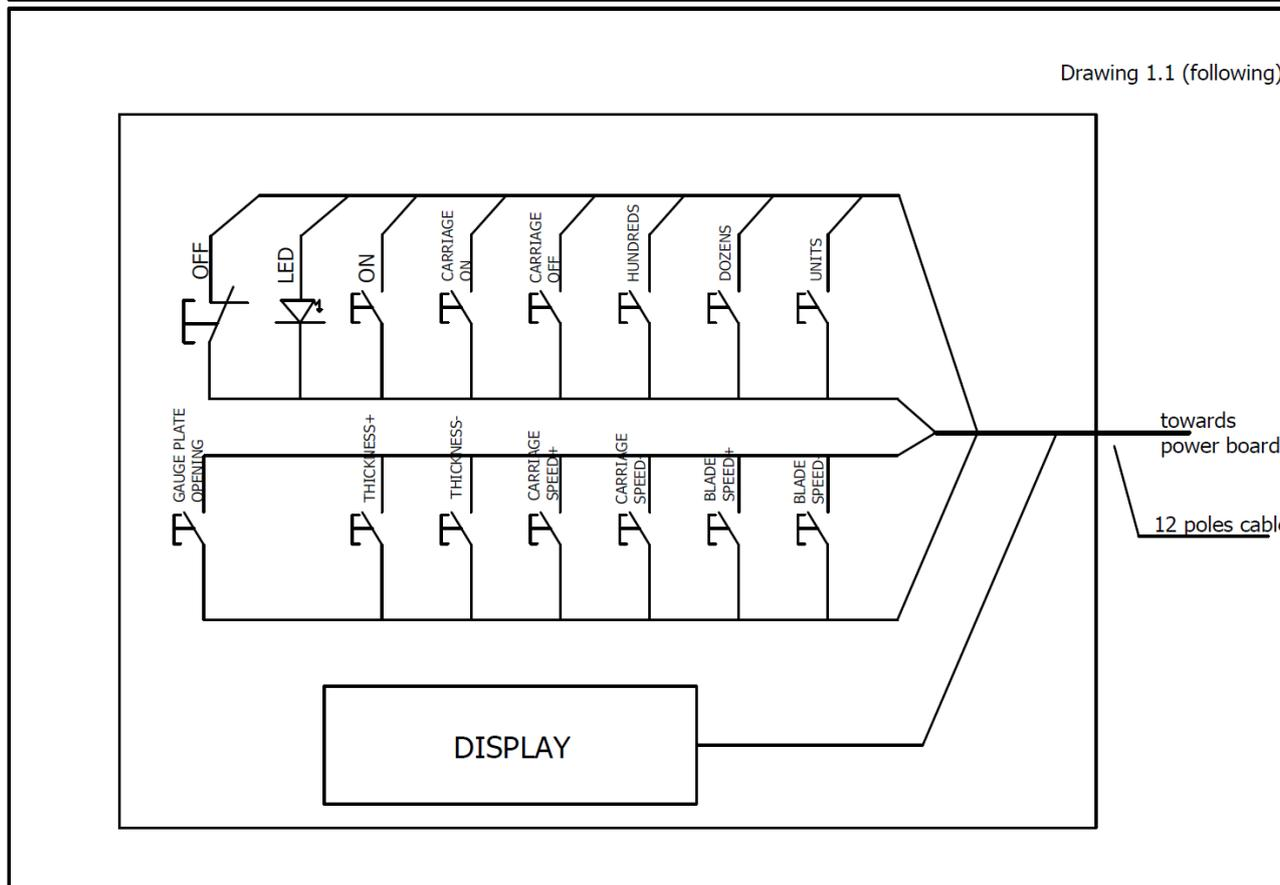 Drawing 1.1 (following)
OFF
LED
ON
CARRIAGE
ON
CARRIAGE
OFF
HUNDREDS
DOZENS
UNITS
towards
power board
12 poles cable
GAUGE PLATE
OPENING
THICKNESS+
THICKNESS-
CARRIAGE
SPEED+
CARRIAGE
SPEED-
BLADE
SPEED+
BLADE
SPEED-
DISPLAY